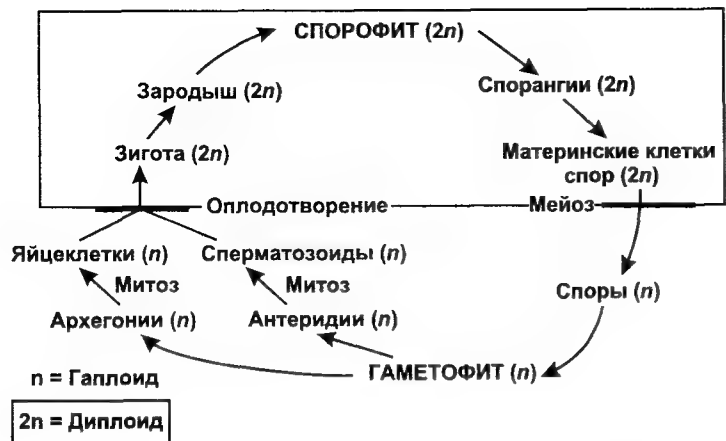 СПОРОФИТ (2n)
Зародыш (2n)
Спорангии (2n)
Зигота (2n)
Материнские клетки
спор (2n)
Оплодотворение
Мейоз
Яйцеклетки (n)
Сперматозоиды (n)
Митоз
Митоз
Споры (n)
Архегонии (n)
Антеридии (n)
ГАМЕТОФИТ (n)
n = Гаплоид
2n = Диплоид